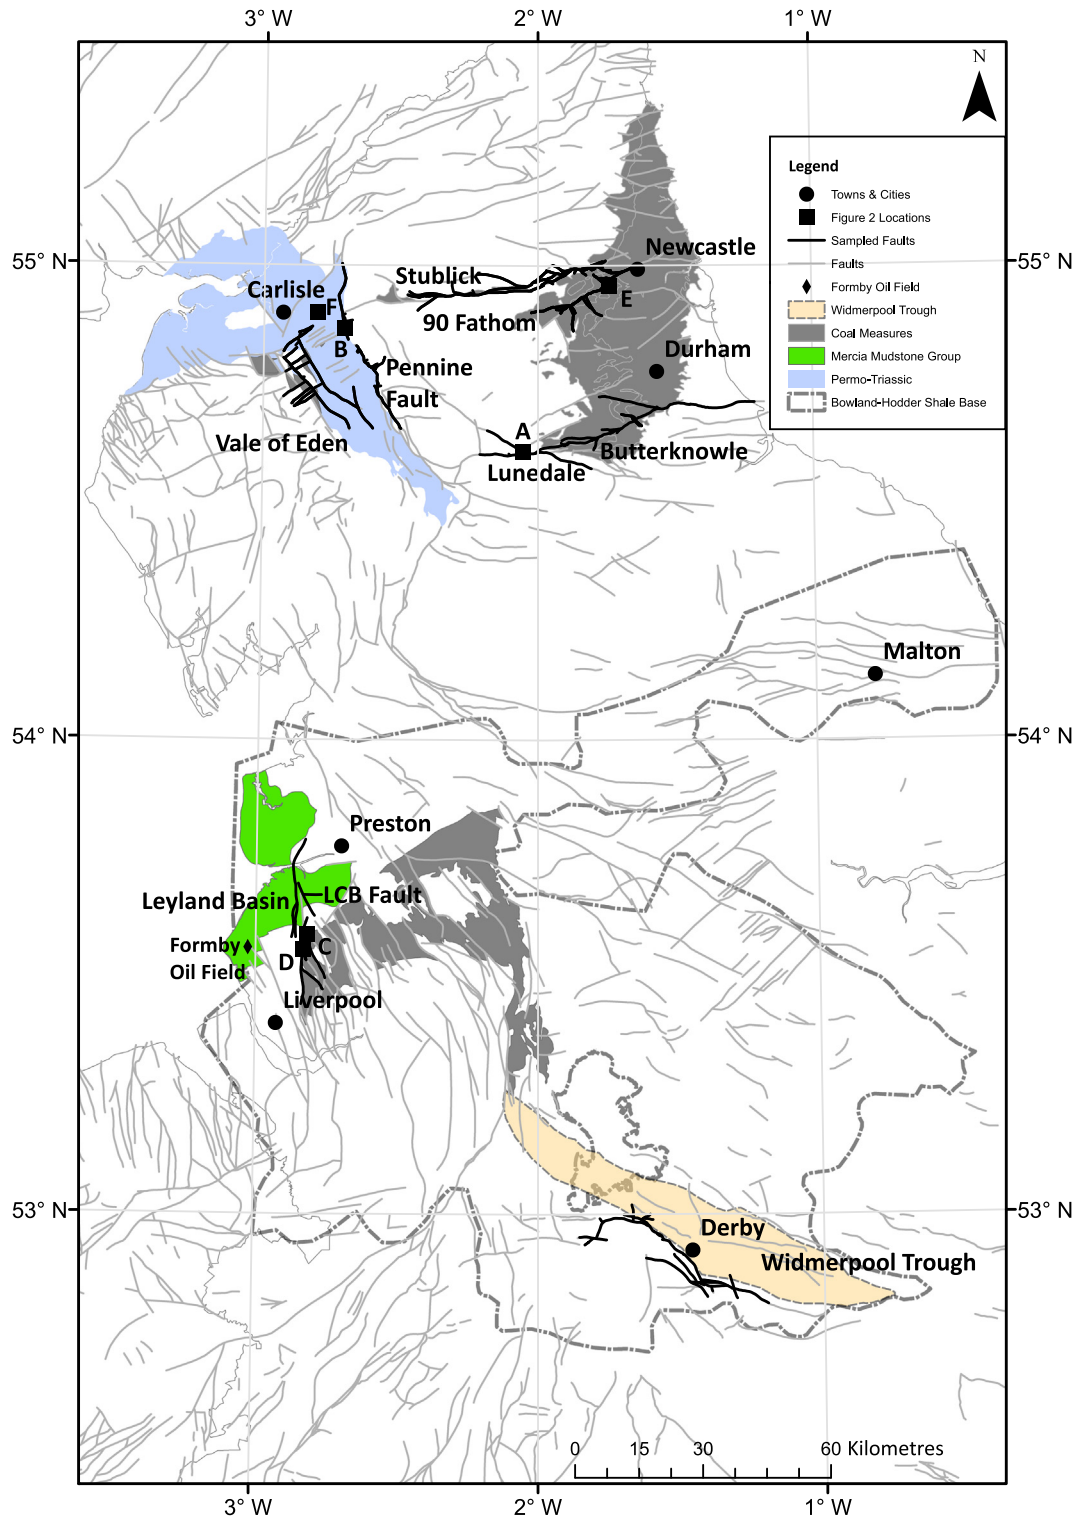 3° W
2° W
1° W
N
Legend
Towns & Cities
Figure 2 Locations
Sampled Faults
Faults
Formby Oil Field
Widmerpool Trough
Coal Measures
Mercia Mudstone Group
Permo-Triassic
Bowland-Hodder Shale Base
55° N
55° N
Newcastle
Stublick
Carlisle
F
E
90 Fathom
B
Durham
Pennine
Fault
A
Vale of Eden
Butterknowle
Lunedale
Malton
54° N
54° N
Preston
Leyland Basin
LCB Fault
Formby
Oil Field
C
D
Liverpool
53° N
53° N
Derby
Widmerpool Trough
0
15
30
60 Kilometres
3° W
2° W
1° W